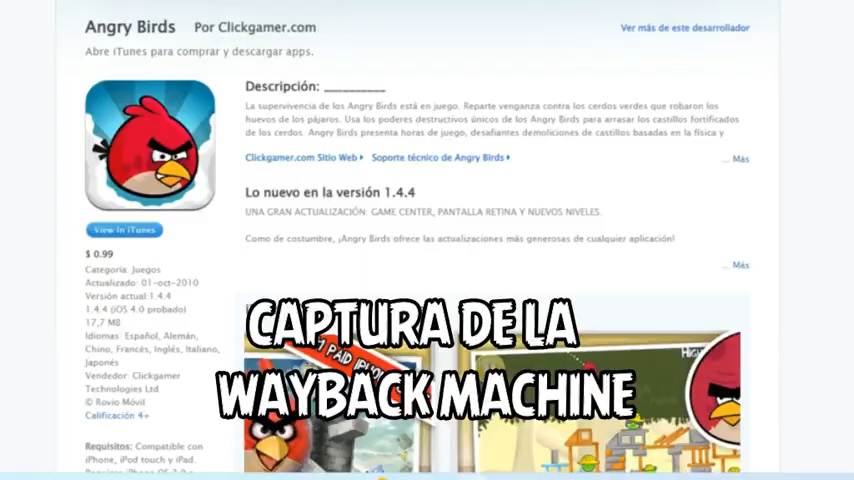 Angry Birds Por Clickgamer.com
Ver más de este desarrollador
Abre iTunes para comprar y descargar apps.
Descripción: __________
La supervivencia de los Angry Birds está en juego. Reparte venganza contra los cerdos verdes que robaron los
huevos de los pájaros. Usa los poderes destructivos únicos de los Angry Birds para arrasar los castillos fortificados
de los cerdos. Angry Birds presenta horas de juego, desafiantes demoliciones de castillos basadas en la física y
Clickgamer.com Sitio Web Soporte técnico de Angry Birds
... Más
Lo nuevo en la versión 1.4.4
UNA GRAN ACTUALIZACIÓN: GAME CENTER, PANTALLA RETINA Y NUEVOS NIVELES.
Como de costumbre, ¡Angry Birds ofrece las actualizaciones más generosas de cualquier aplicación!
... Más
View In iTunes
$ 0.99
Categoría: Juegos
Actualizado: 01-oct-2010
Versión actual:1.4.4
1.4.4 (iOS 4.0 probado)
17,7 MB
Idiomas: Español, Alemán,
Chino, Francés, Inglés, Italiano,
Japonés
Vendedor: Clickgamer
Technologies Ltd
© Rovio Móvil
Calificación 4+
Requisitos: Compatible con
iPhone, iPod touch y iPad.
CAPTURA DE LA
WAYBACK MACHINE
1 PAID